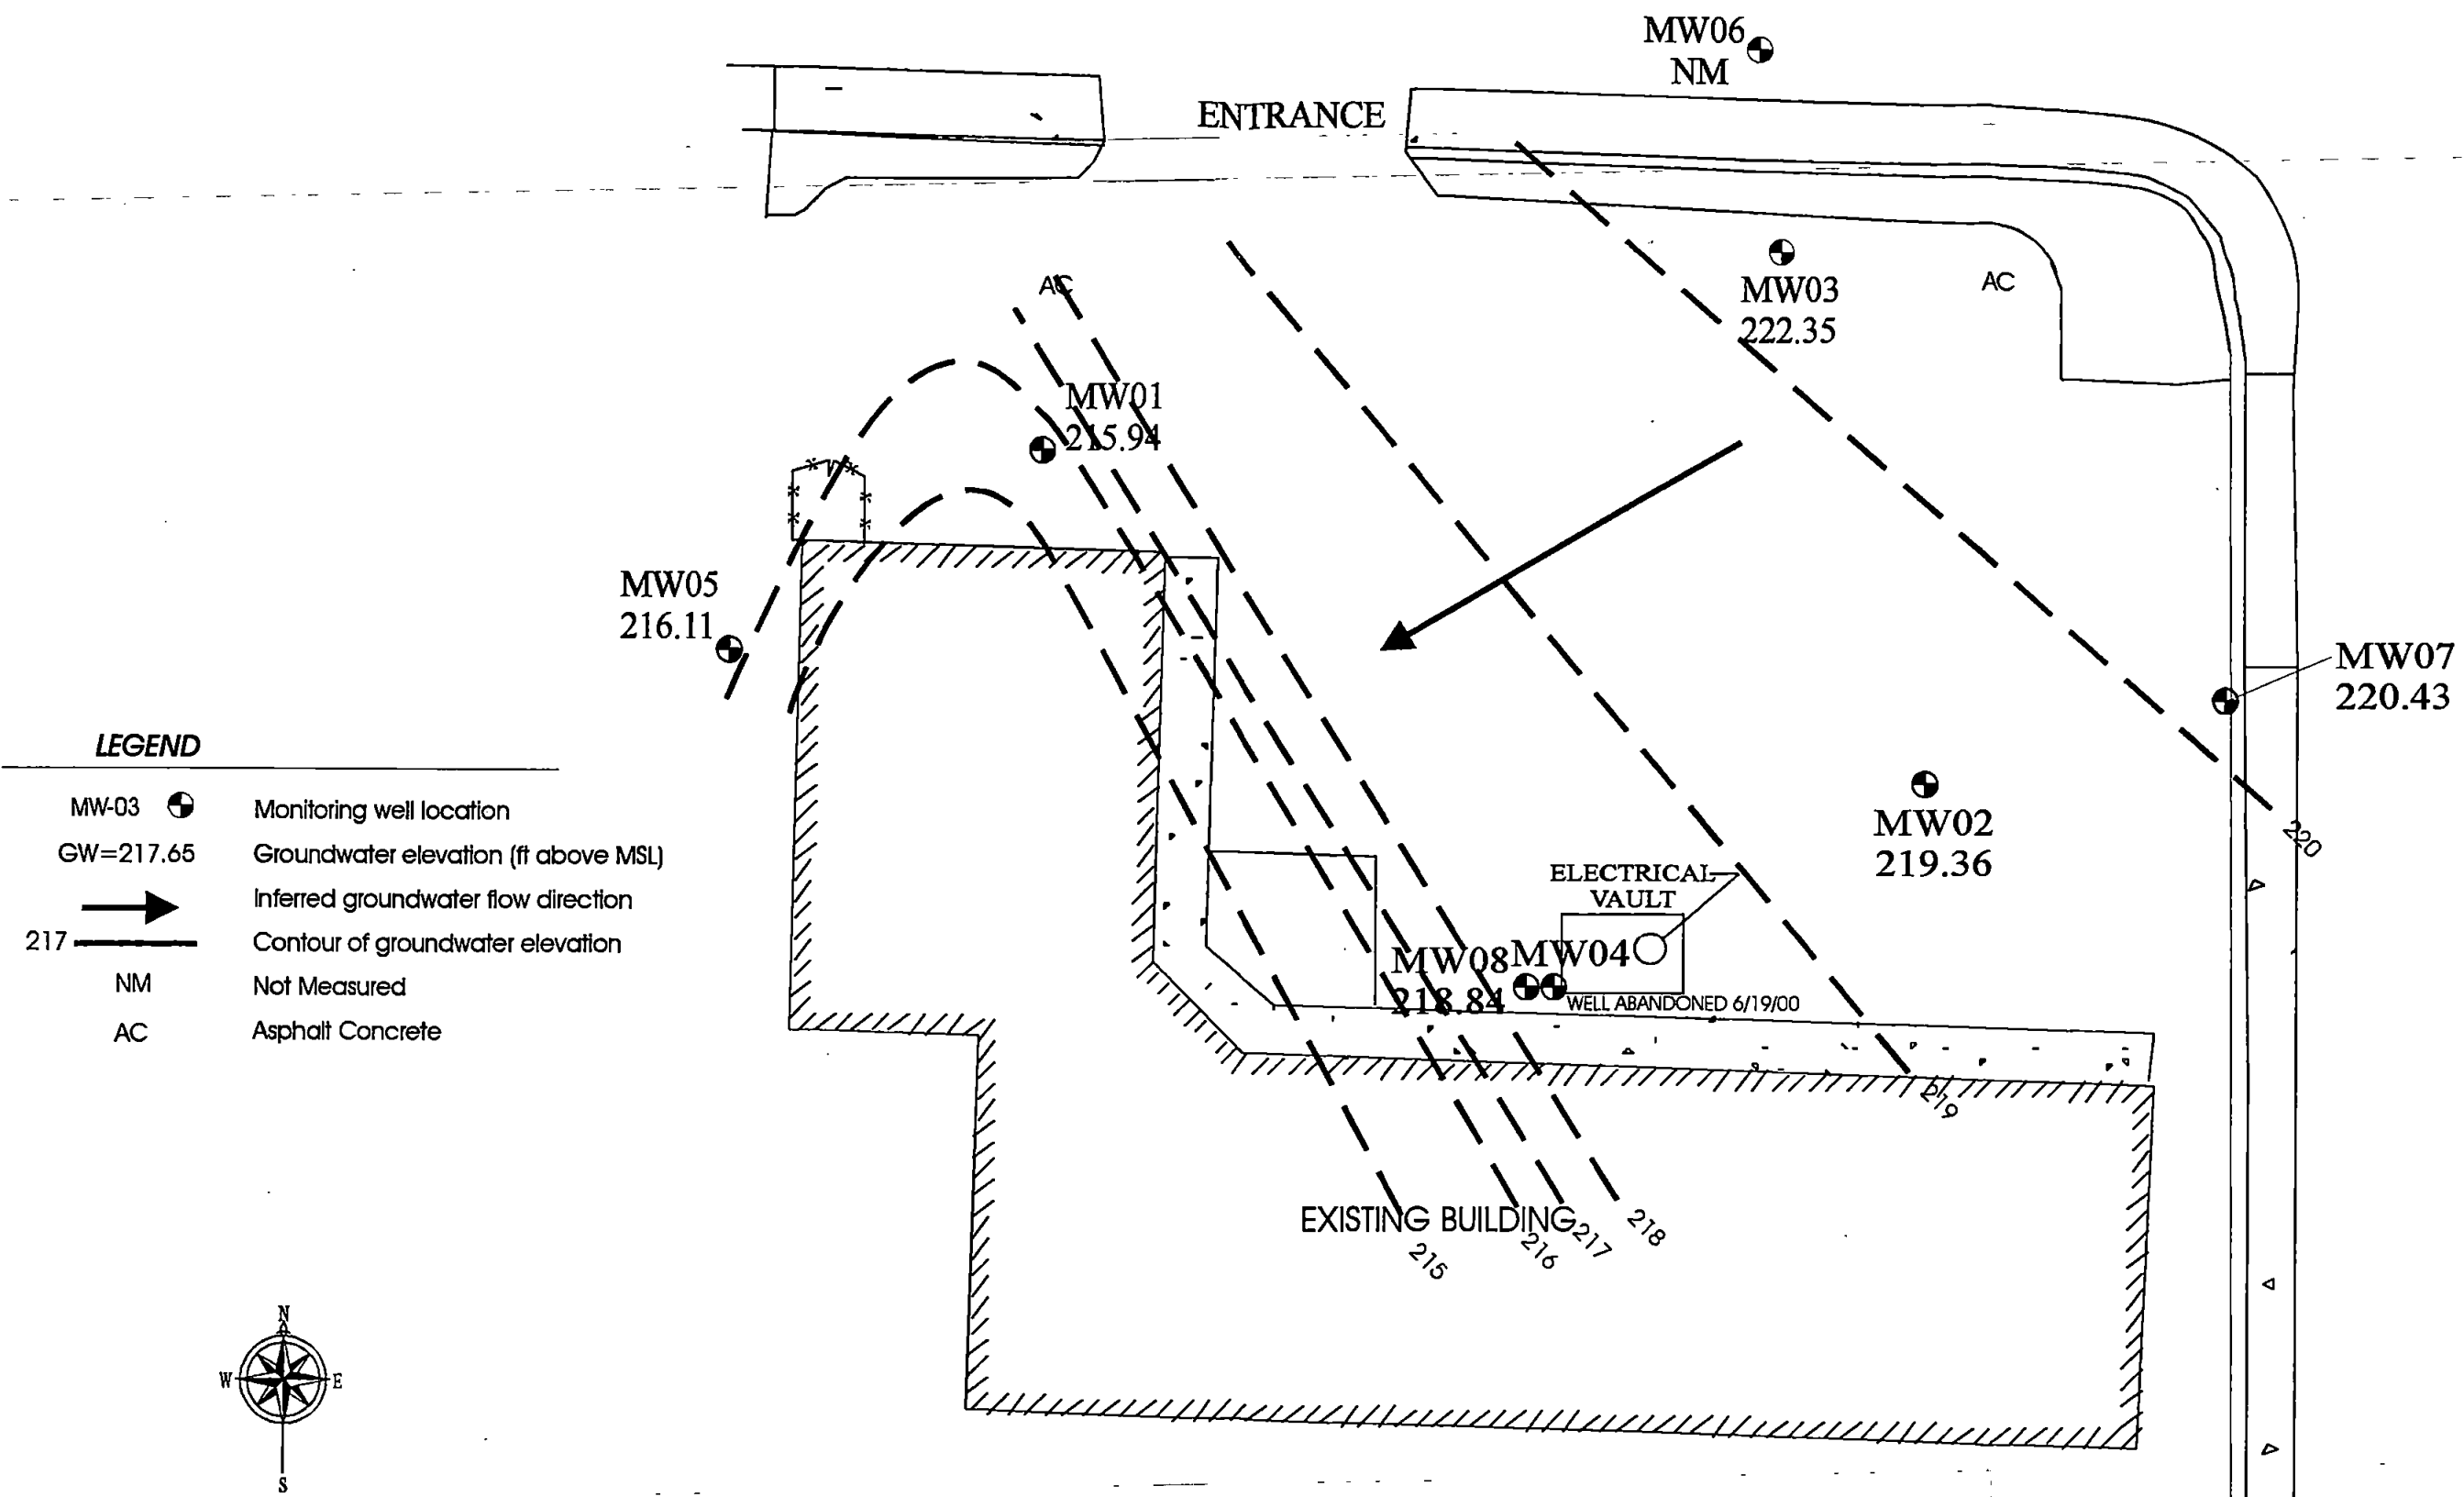 MW06
NM
ENTRANCE
AC
MW03
222.35
AC
MW01
215.94
MW05
216.11
MW07
220.43
MW02
219.36
220
ELECTRICAL
VAULT
MW08
218.84
MW04
WELL ABANDONED 6/19/00
219
EXISTING BUILDING
215
216
217
218
LEGEND
MW-03 Monitoring well location
GW=217.65 Groundwater elevation (ft above MSL)
Inferred groundwater flow direction
217 Contour of groundwater elevation
NM Not Measured
AC Asphalt Concrete
N
W E
S